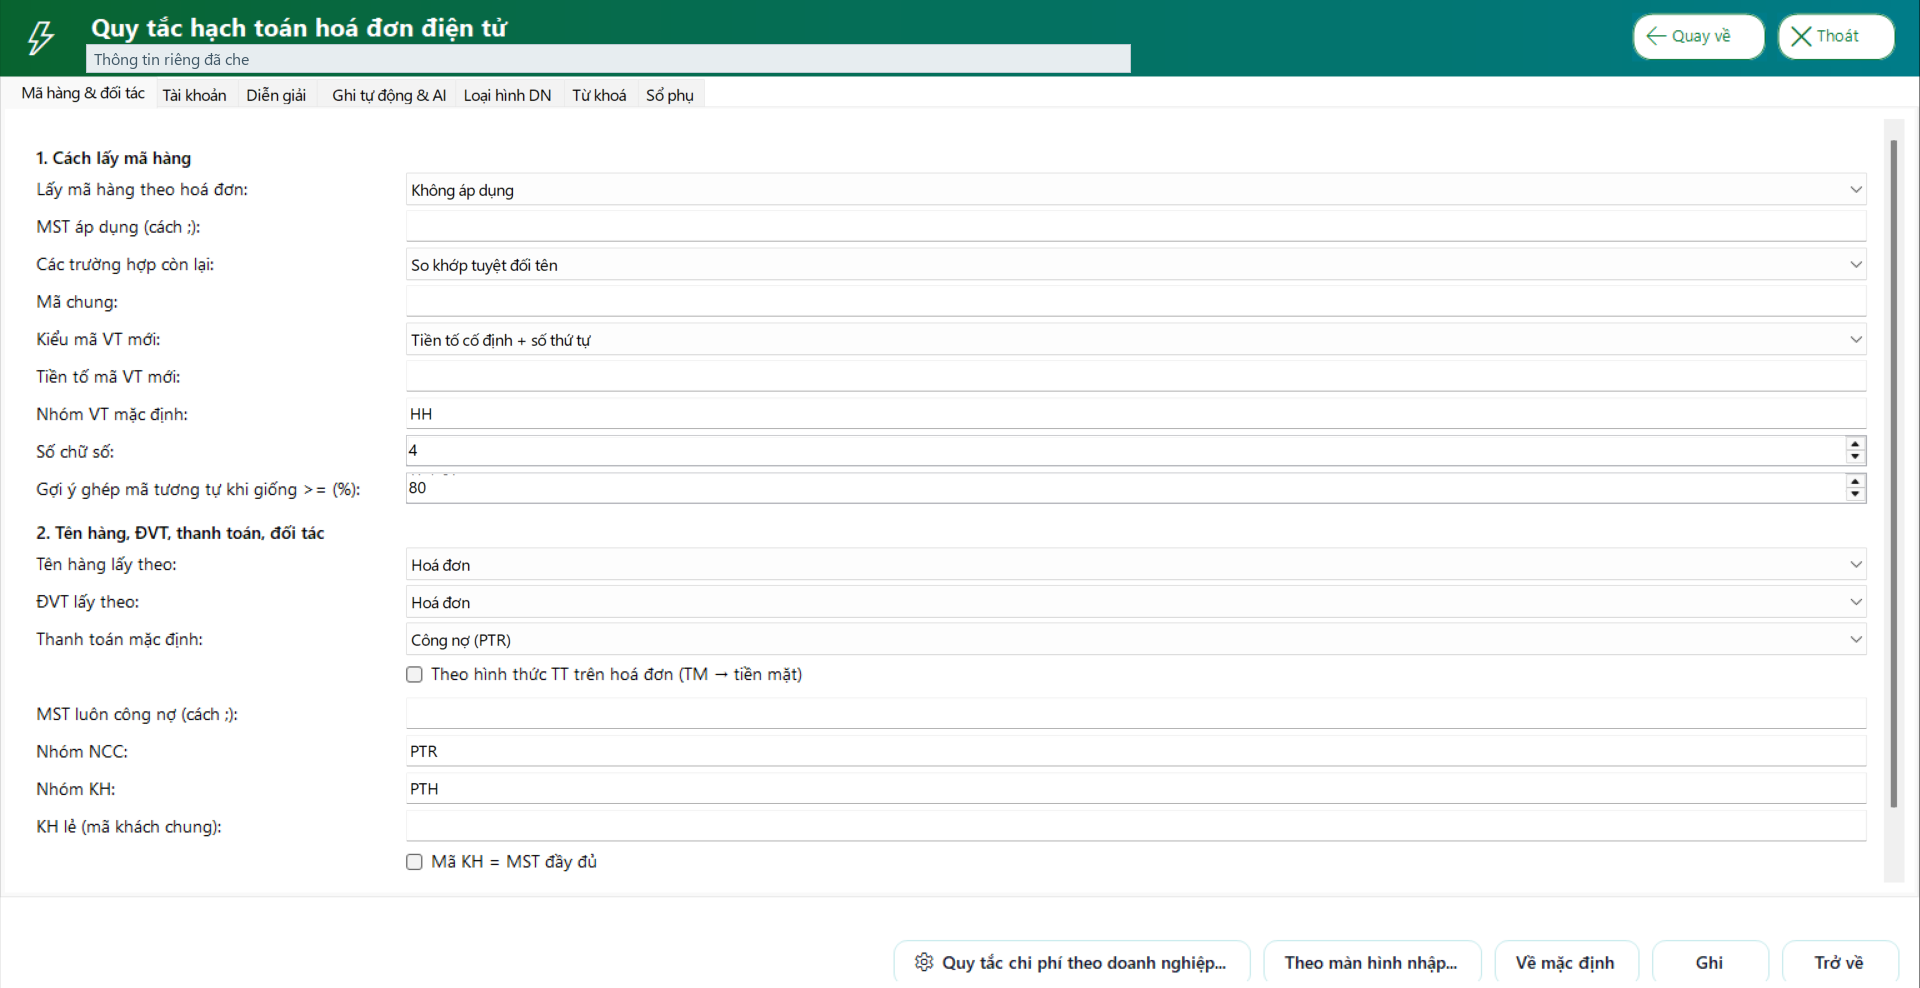 Quy tắc hạch toán hoá đơn điện tử
Thông tin riêng đã che
Quay về
Thoát
Mã hàng & đối tác
Tài khoản
Diễn giải
Ghi tự động & AI
Loại hình DN
Từ khoá
Sổ phụ
1. Cách lấy mã hàng
Lấy mã hàng theo hoá đơn:
Không áp dụng
MST áp dụng (cách ;):
Các trường hợp còn lại:
So khớp tuyệt đối tên
Mã chung:
Kiểu mã VT mới:
Tiền tố cố định + số thứ tự
Tiền tố mã VT mới:
Nhóm VT mặc định:
HH
Số chữ số:
4
Gợi ý ghép mã tương tự khi giống >= (%):
80
2. Tên hàng, ĐVT, thanh toán, đối tác
Tên hàng lấy theo:
Hoá đơn
ĐVT lấy theo:
Hoá đơn
Thanh toán mặc định:
Công nợ (PTR)
Theo hình thức TT trên hoá đơn (TM → tiền mặt)
MST luôn công nợ (cách ;):
Nhóm NCC:
PTR
Nhóm KH:
PTH
KH lẻ (mã khách chung):
Mã KH = MST đầy đủ
Quy tắc chi phí theo doanh nghiệp...
Theo màn hình nhập...
Về mặc định
Ghi
Trở về